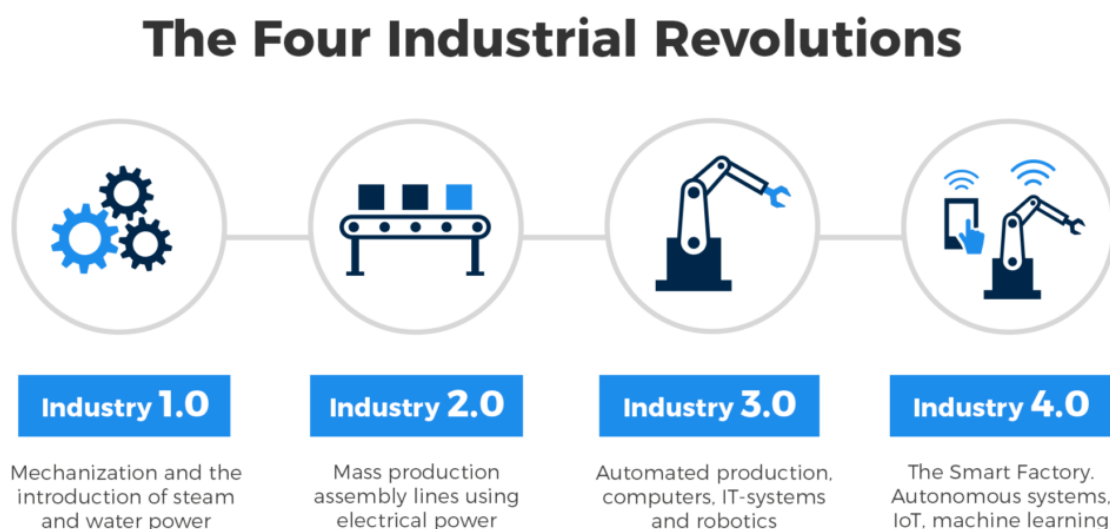 The Four Industrial Revolutions
Industry 1.0
Industry 2.0
Industry 3.0
Industry 4.0
Mechanization and the
introduction of steam
and water power
Mass production
assembly lines using
electrical power
Automated production,
computers, IT-systems
and robotics
The Smart Factory.
Autonomous systems,
IoT, machine learning